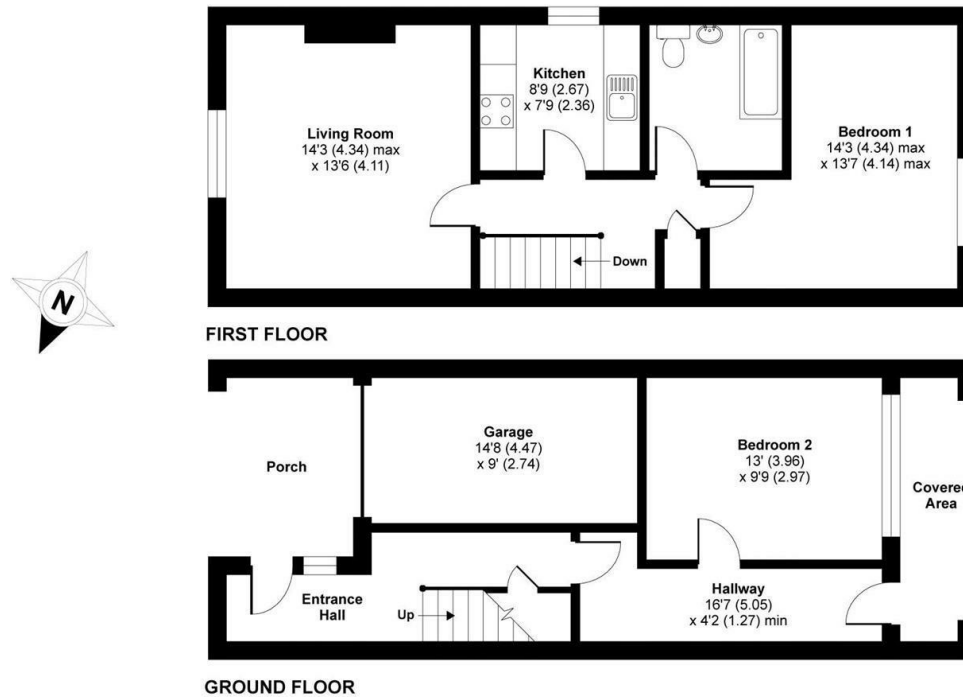 Kitchen
8'9 (2.67)
x 7'9 (2.36)
Living Room
14'3 (4.34) max
x 13'6 (4.11)
Bedroom 1
14'3 (4.34) max
x 13'7 (4.14) max
Down
N
FIRST FLOOR
Garage
14'8 (4.47)
x 9' (2.74)
Bedroom 2
13' (3.96)
x 9'9 (2.97)
Porch
Covered
Area
Entrance
Hall
Up
Hallway
16'7 (5.05)
x 4'2 (1.27) min
GROUND FLOOR